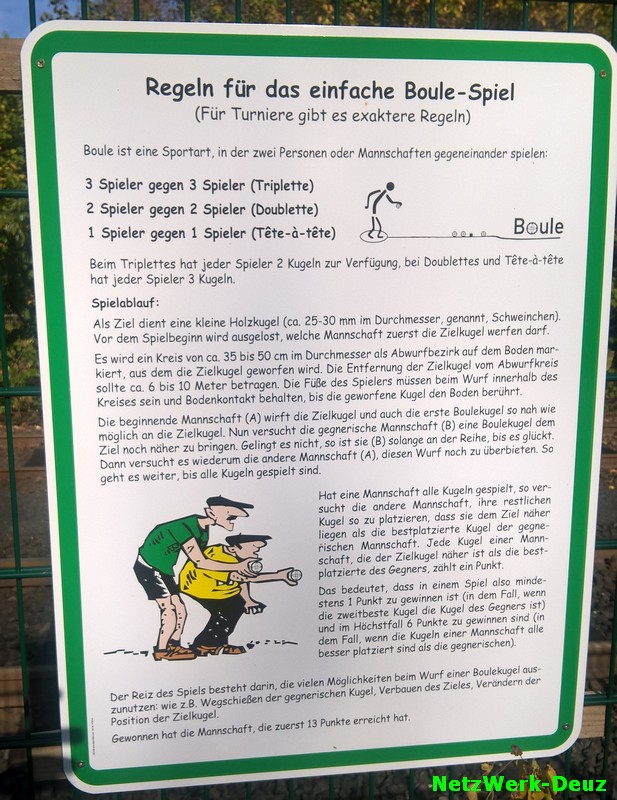 Regeln für das einfache Boule-Spiel
(Für Turniere gibt es exaktere Regeln)
Boule ist eine Sportart, in der zwei Personen oder Mannschaften gegeneinander spielen:
3 Spieler gegen 3 Spieler (Triplette)
2 Spieler gegen 2 Spieler (Doublette)
1 Spieler gegen 1 Spieler (Tête-à-tête)
Boule
Beim Triplettes hat jeder Spieler 2 Kugeln zur Verfügung, bei Doublettes und Tête-à-tête
hat jeder Spieler 3 Kugeln.
Spielablauf:
Als Ziel dient eine kleine Holzkugel (ca. 25-30 mm im Durchmesser, genannt, Schweinchen).
Vor dem Spielbeginn wird ausgelost, welche Mannschaft zuerst die Zielkugel werfen darf.
Es wird ein Kreis von ca. 35 bis 50 cm im Durchmesser als Abwurfbezirk auf dem Boden mar-
kiert, aus dem die Zielkugel geworfen wird. Die Entfernung der Zielkugel vom Abwurfkreis
sollte ca. 6 bis 10 Meter betragen. Die Füße des Spielers müssen beim Wurf innerhalb des
Kreises sein und Bodenkontakt behalten, bis die geworfene Kugel den Boden berührt.
Die beginnende Mannschaft (A) wirft die Zielkugel und auch die erste Boulekugel so nah wie
möglich an die Zielkugel. Nun versucht die gegnerische Mannschaft (B) eine Boulekugel dem
Ziel noch näher zu bringen. Gelingt es nicht, so ist sie (B) solange an der Reihe, bis es glückt.
Dann versucht es wiederum die andere Mannschaft (A), diesen Wurf noch zu überbieten. So
geht es weiter, bis alle Kugeln gespielt sind.
Hat eine Mannschaft alle Kugeln gespielt, so ver-
sucht die andere Mannschaft, ihre restlichen
Kugel so zu platzieren, dass sie dem Ziel näher
liegen als die bestplatzierte Kugel der gegne-
rischen Mannschaft. Jede Kugel einer Mann-
schaft, die der Zielkugel näher ist als die best-
platzierte des Gegners, zählt ein Punkt.
Das bedeutet, dass in einem Spiel also minde-
stens 1 Punkt zu gewinnen ist (in dem Fall, wenn
die zweitbeste Kugel die Kugel des Gegners ist)
und im Höchstfall 6 Punkte zu gewinnen sind (in
dem Fall, wenn die Kugeln einer Mannschaft alle
besser platziert sind als die gegnerischen).
Der Reiz des Spiels besteht darin, die vielen Möglichkeiten beim Wurf einer Boulekugel aus-
zunutzen: wie z.B. Wegschießen der gegnerischen Kugel, Verbauen des Zieles, Verändern der
Position der Zielkugel.
Gewonnen hat die Mannschaft, die zuerst 13 Punkte erreicht hat.
NetzWerk-Deuz